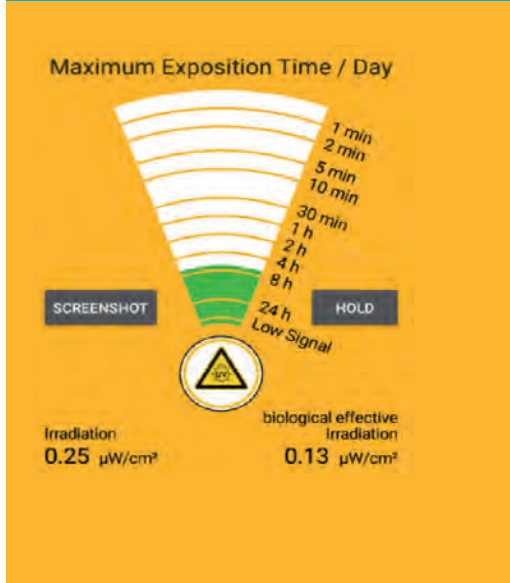 Maximum Exposition Time / Day
1 min
2 min
5 min
10 min
30 min
1 h
2 h
4 h
8 h
24 h
Low Signal
SCREENSHOT
HOLD
UV
Irradiation
0.25 µW/cm²
biological effective
Irradiation
0.13 µW/cm²